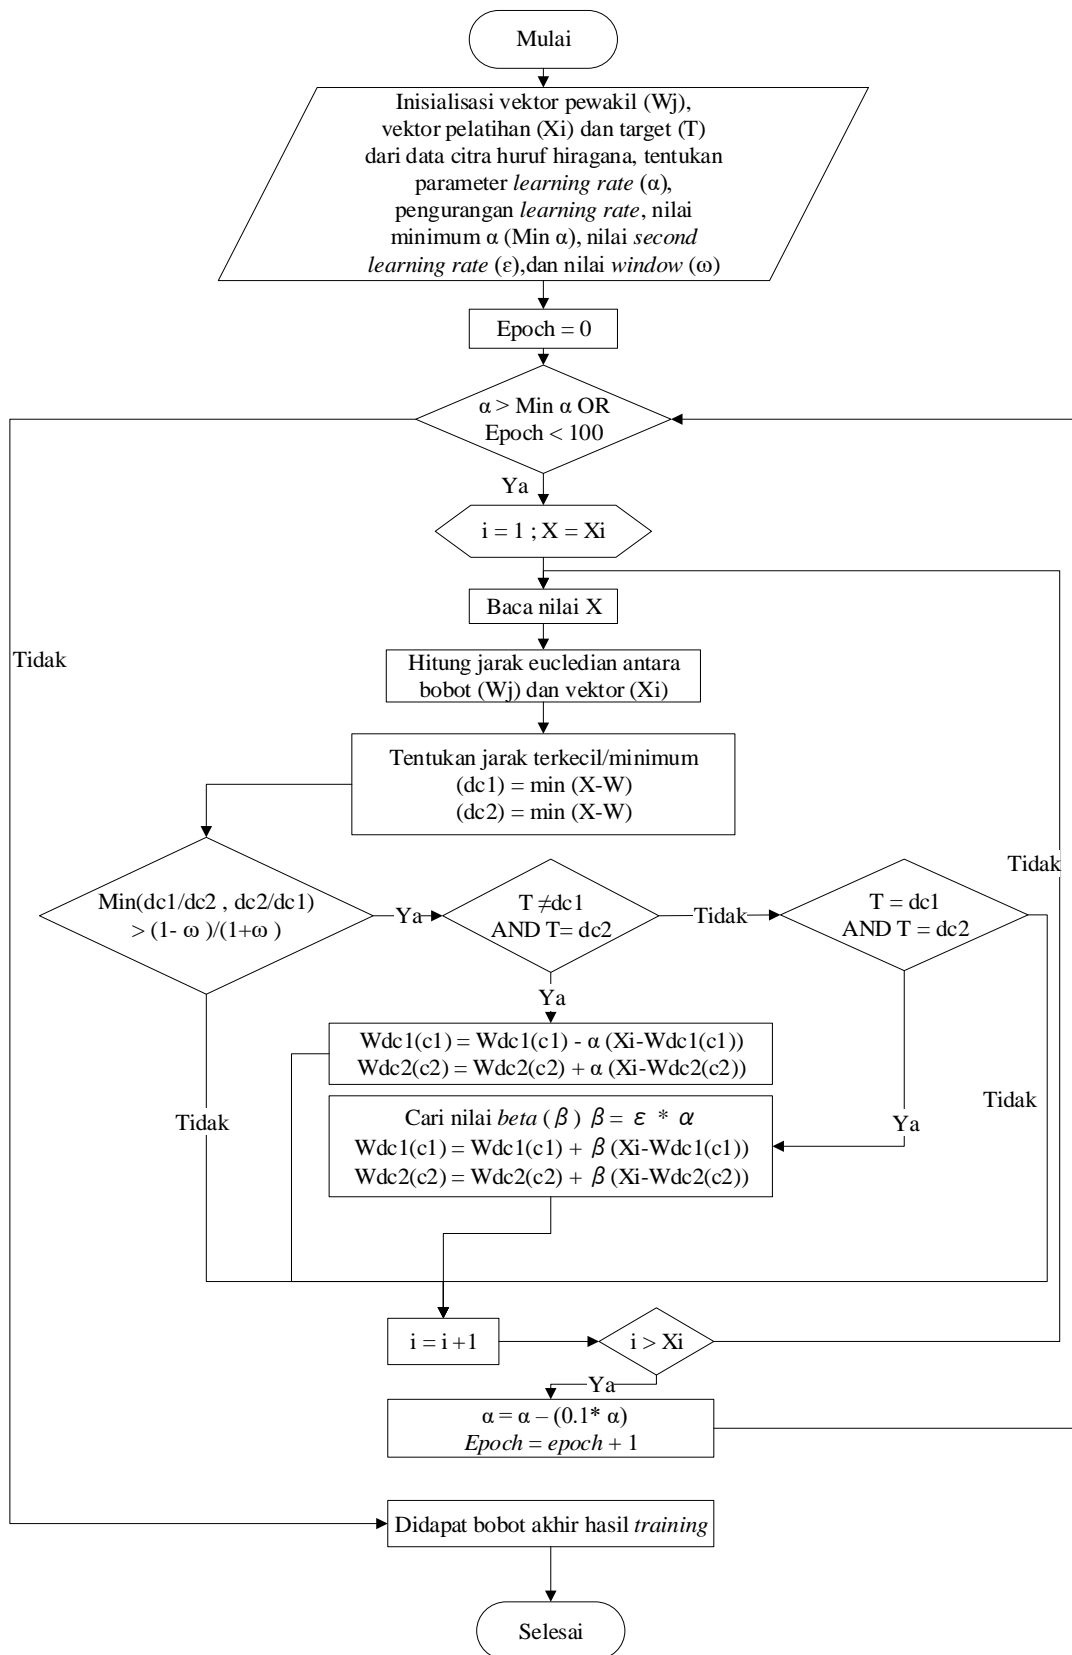 Mulai
Inisialisasi vektor pewakil (Wj),
vektor pelatihan (Xi) dan target (T)
dari data citra huruf hiragana, tentukan
parameter learning rate (α),
pengurangan learning rate, nilai
minimum α (Min α), nilai second
learning rate (ε),dan nilai window (ω)
Epoch = 0
α > Min α OR
Epoch < 100
Ya
i = 1 ; X = Xi
Baca nilai X
Tidak
Hitung jarak eucledian antara
bobot (Wj) dan vektor (Xi)
Tentukan jarak terkecil/minimum
(dc1) = min (X-W)
(dc2) = min (X-W)
Tidak
Min(dc1/dc2 , dc2/dc1)
> (1- ω )/(1+ω )
Ya
T ≠dc1
AND T= dc2
Tidak
T = dc1
AND T = dc2
Ya
Wdc1(c1) = Wdc1(c1) - α (Xi-Wdc1(c1))
Wdc2(c2) = Wdc2(c2) + α (Xi-Wdc2(c2))
Tidak
Tidak
Ya
Cari nilai beta ( β ) β = ε * α
Wdc1(c1) = Wdc1(c1) + β (Xi-Wdc1(c1))
Wdc2(c2) = Wdc2(c2) + β (Xi-Wdc2(c2))
i = i +1
i > Xi
Ya
α = α – (0.1* α)
Epoch = epoch + 1
Didapat bobot akhir hasil training
Selesai